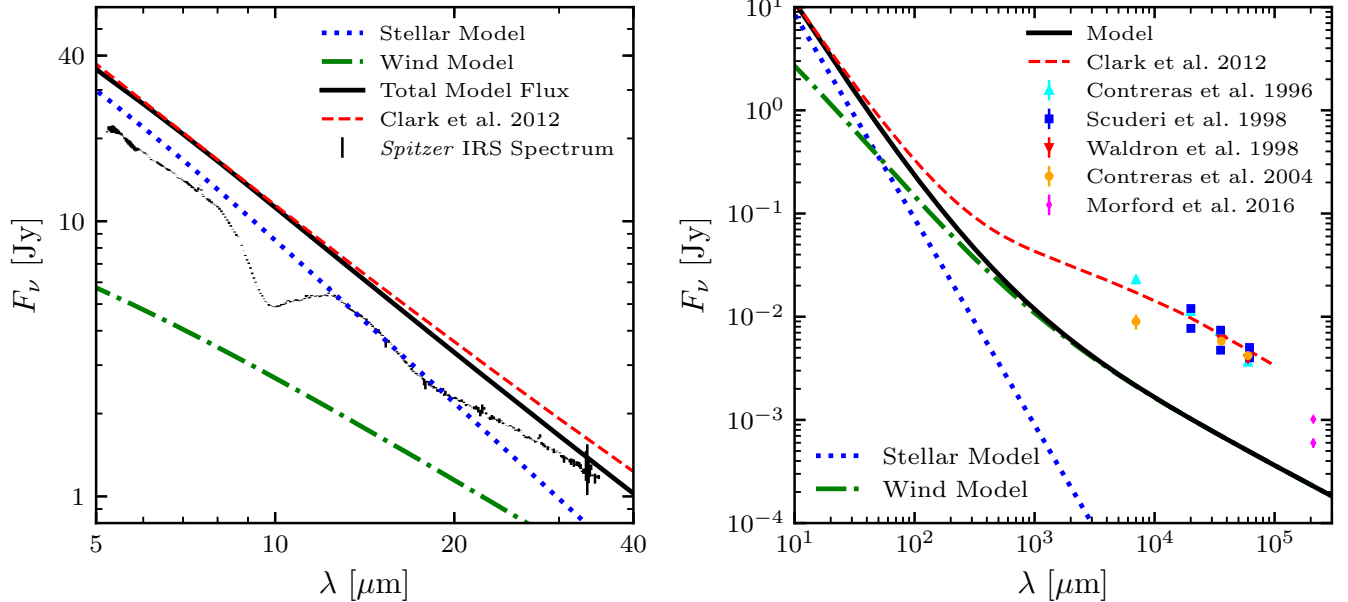 40
10
1
F_ν [Jy]
Stellar Model
Wind Model
Total Model Flux
Clark et al. 2012
Spitzer IRS Spectrum
5
10
20
40
λ [μm]
10^1
10^0
10^−1
10^−2
10^−3
10^−4
F_ν [Jy]
Model
Clark et al. 2012
Contreras et al. 1996
Scuderi et al. 1998
Waldron et al. 1998
Contreras et al. 2004
Morford et al. 2016
Stellar Model
Wind Model
10^1
10^2
10^3
10^4
10^5
λ [μm]